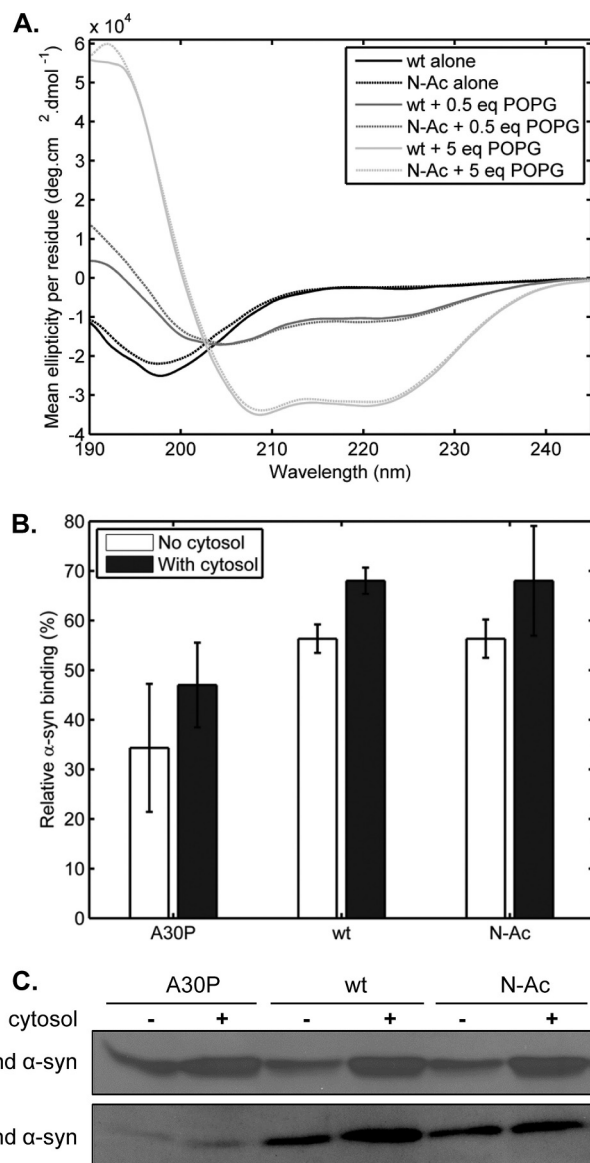 A.
x 10⁴
6
5
4
3
2
1
0
-1
-2
-3
-4
Mean ellipticity per residue (deg.cm ².dmol ⁻¹)
wt alone
N-Ac alone
wt + 0.5 eq POPG
N-Ac + 0.5 eq POPG
wt + 5 eq POPG
N-Ac + 5 eq POPG
190 200 210 220 230 240
Wavelength (nm)
B.
80
70
60
50
40
30
20
10
0
Relative α-syn binding (%)
No cytosol
With cytosol
A30P wt N-Ac
C.
A30P wt N-Ac
cytosol - + - + - +
α-syn
α-syn